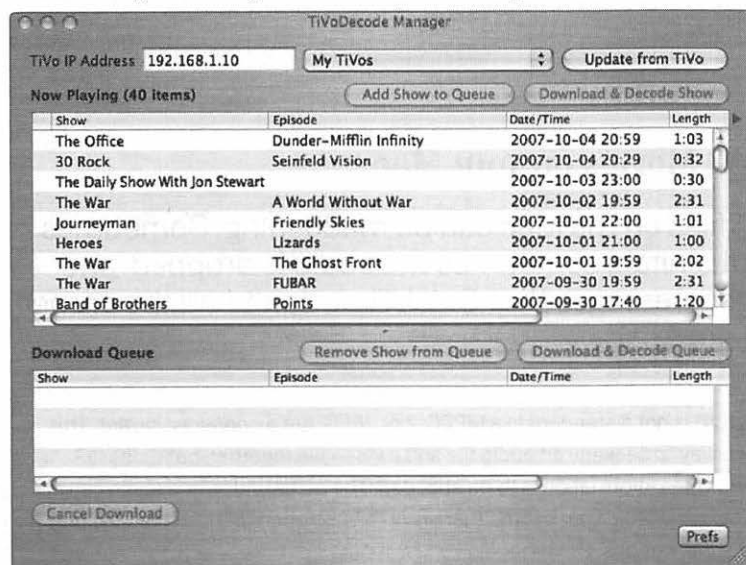 TiVoDecode Manager
TiVo IP Address 192.168.1.10 My TiVos Update from TiVo
Now Playing (40 items) Add Show to Queue Download & Decode Show
Show Episode Date/Time Length
The Office Dunder-Mifflin Infinity 2007-10-04 20:59 1:03
30 Rock Seinfeld Vision 2007-10-04 20:29 0:32
The Daily Show With Jon Stewart 2007-10-03 23:00 0:30
The War A World Without War 2007-10-02 19:59 2:31
Journeyman Friendly Skies 2007-10-01 22:00 1:01
Heroes Lizards 2007-10-01 21:00 1:00
The War The Ghost Front 2007-10-01 19:59 2:02
The War FUBAR 2007-09-30 19:59 2:31
Band of Brothers Points 2007-09-30 17:40 1:20
Download Queue Remove Show from Queue Download & Decode Queue
Show Episode Date/Time Length
Cancel Download
Prefs